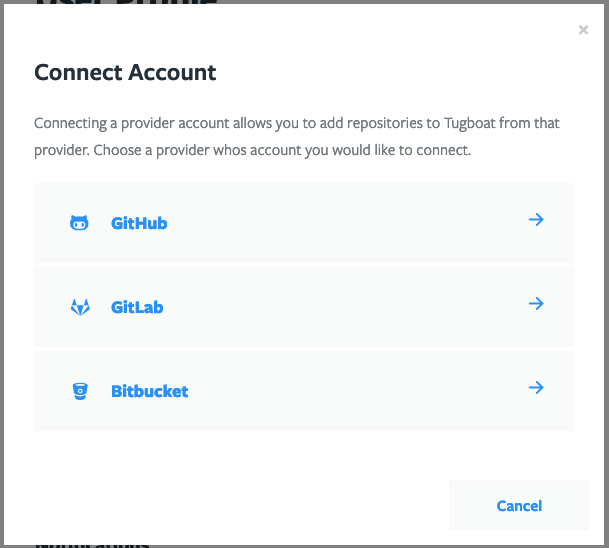 User Profile
×
Connect Account
Connecting a provider account allows you to add repositories to Tugboat from that
provider. Choose a provider whos account you would like to connect.
GitHub
GitLab
Bitbucket
Cancel
Notifications